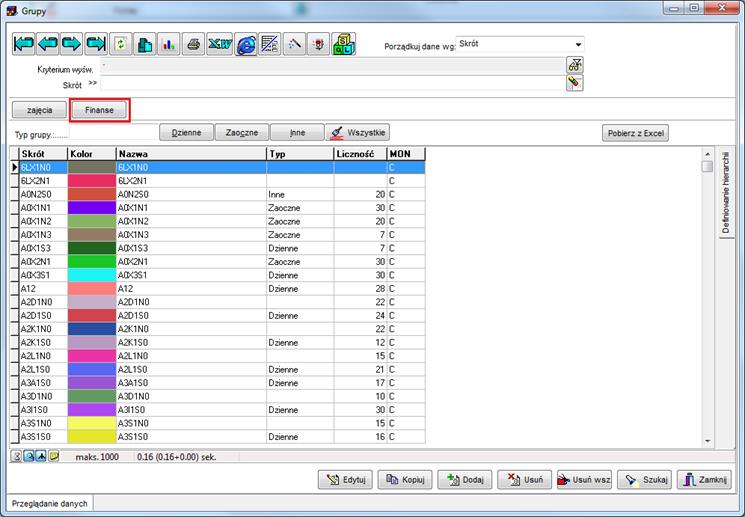 Grupy
Porządkuj dane wg: Skrót
Kryterium wyśw. -
Skrót >>
zajęcia Finanse
Typ grupy:...... Dzienne Zaoczne Inne Wszystkie Pobierz z Excel
Skrót Kolor Nazwa Typ Liczność MON
6LX1N0 6LX1N0 C
6LX2N1 6LX2N1 C
A0N2S0 A0N2S0 Inne 20 C
A0X1N1 A0X1N1 Zaoczne 30 C
A0X1N2 A0X1N2 Zaoczne 20 C
A0X1N3 A0X1N3 Zaoczne 7 C
A0X1S3 A0X1S3 Dzienne 7 C
A0X2N1 A0X2N1 Zaoczne 30 C
A0X3S1 A0X3S1 Dzienne 30 C
A12 A12 Dzienne 28 C
A2D1N0 A2D1N0 22 C
A2D1S0 A2D1S0 Dzienne 24 C
A2K1N0 A2K1N0 22 C
A2K1S0 A2K1S0 Dzienne 12 C
A2L1N0 A2L1N0 15 C
A2L1S0 A2L1S0 Dzienne 21 C
A3A1S0 A3A1S0 Dzienne 17 C
A3D1N0 A3D1N0 10 C
A3I1S0 A3I1S0 Dzienne 30 C
A3S1N0 A3S1N0 15 C
A3S1S0 A3S1S0 Dzienne 16 C
Definiowanie hierarchii
maks. 1000 0.16 (0.16+0.00) sek.
Edytuj Kopiuj Dodaj Usuń Usuń wsz. Szukaj Zamknij
Przeglądanie danych